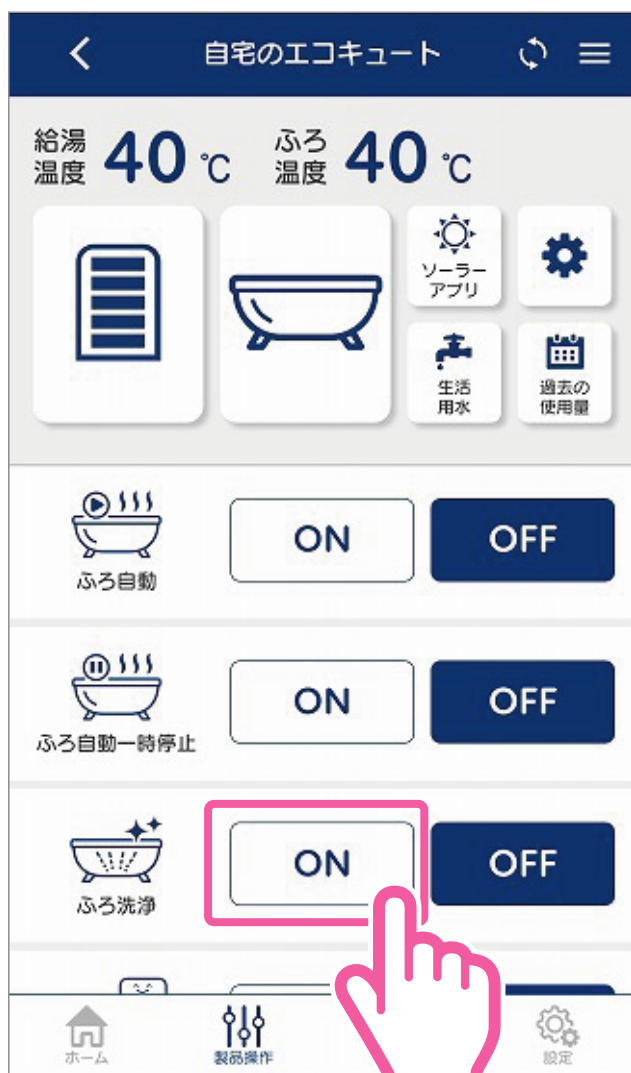 自宅のエコキュート
給湯
温度 40 ℃
ふろ
温度 40 ℃
ソーラー
アプリ
生活
用水
過去の
使用量
ふろ自動
ON
OFF
ふろ自動一時停止
ON
OFF
ふろ洗浄
ON
OFF
ホーム
製品操作
設定